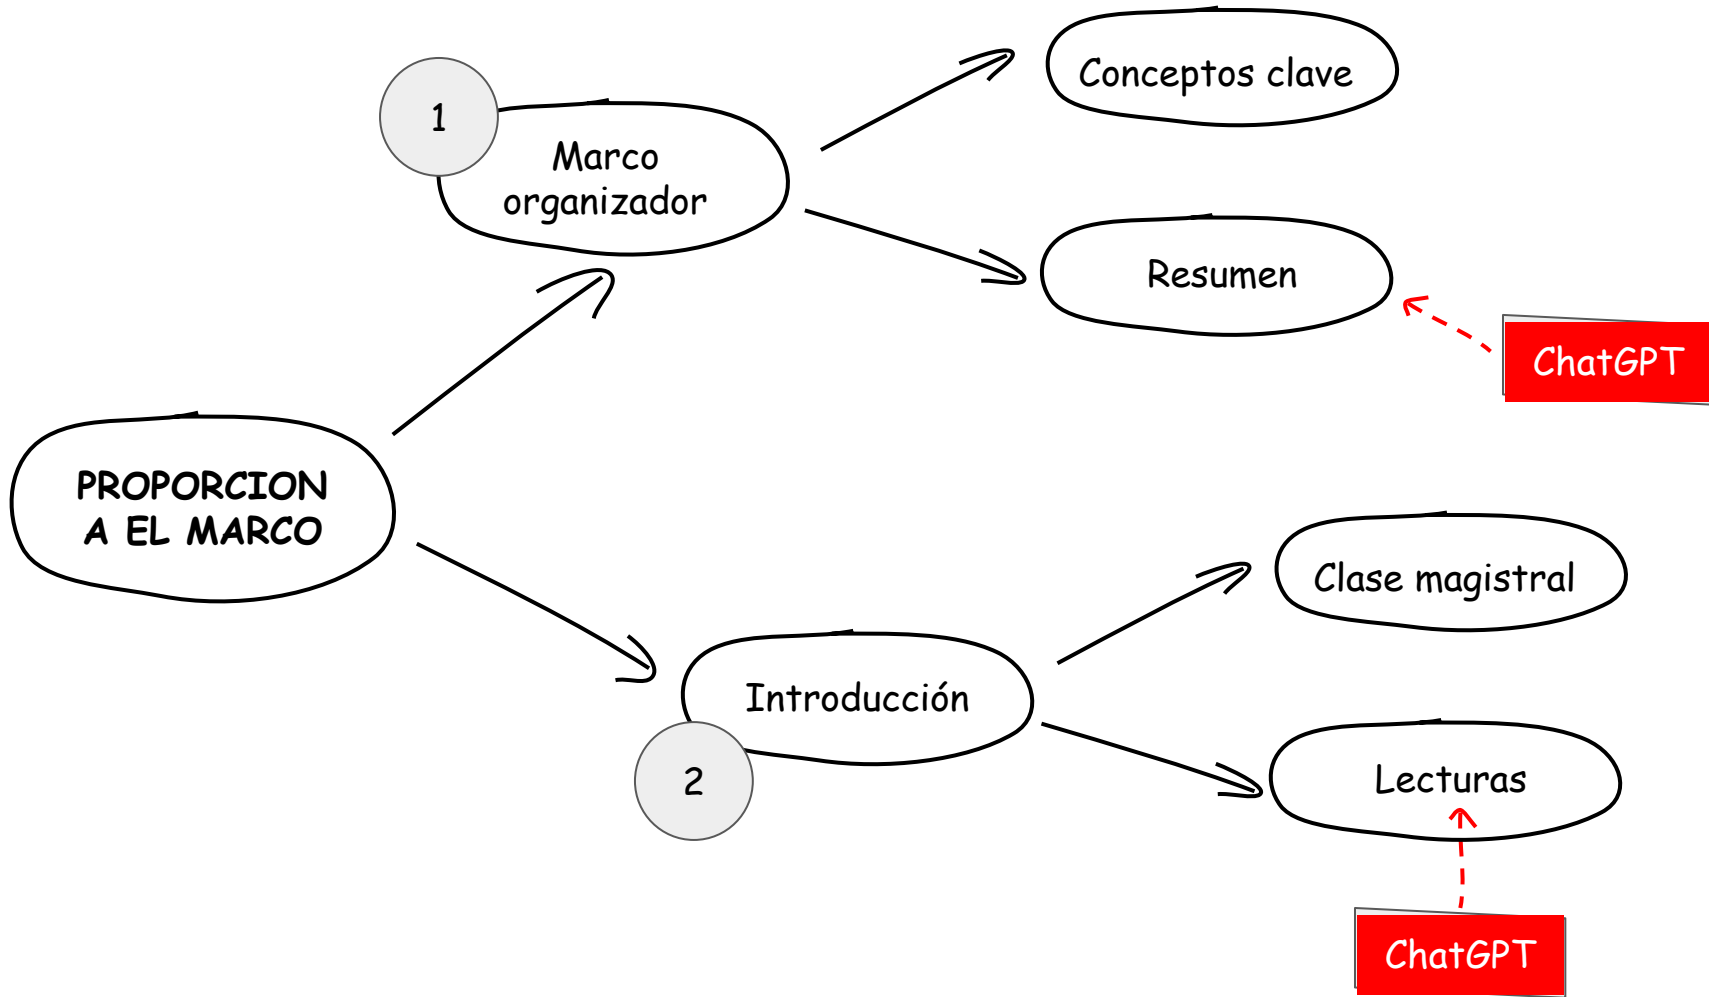 1
Marco
organizador
Conceptos clave
Resumen
ChatGPT
PROPORCION
A EL MARCO
Introducción
2
Clase magistral
Lecturas
ChatGPT